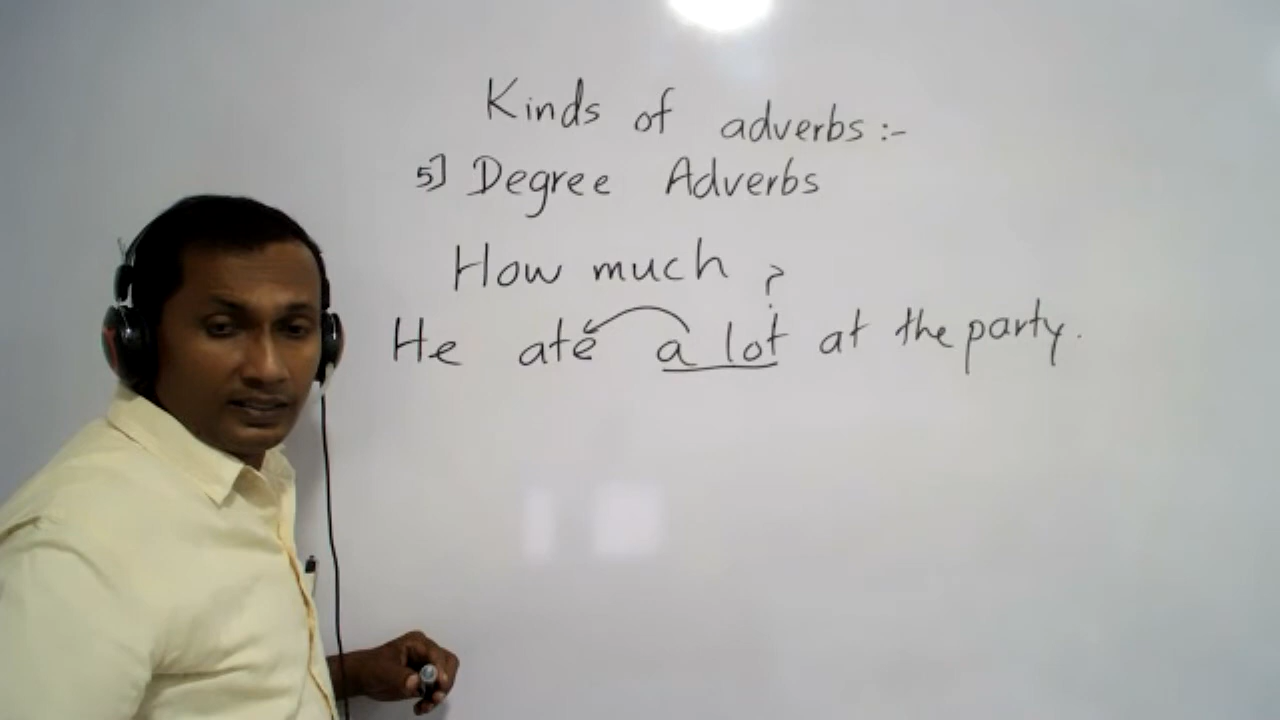 Kinds of adverbs :-
5] Degree Adverbs
How much ?
He ate a lot at the party.